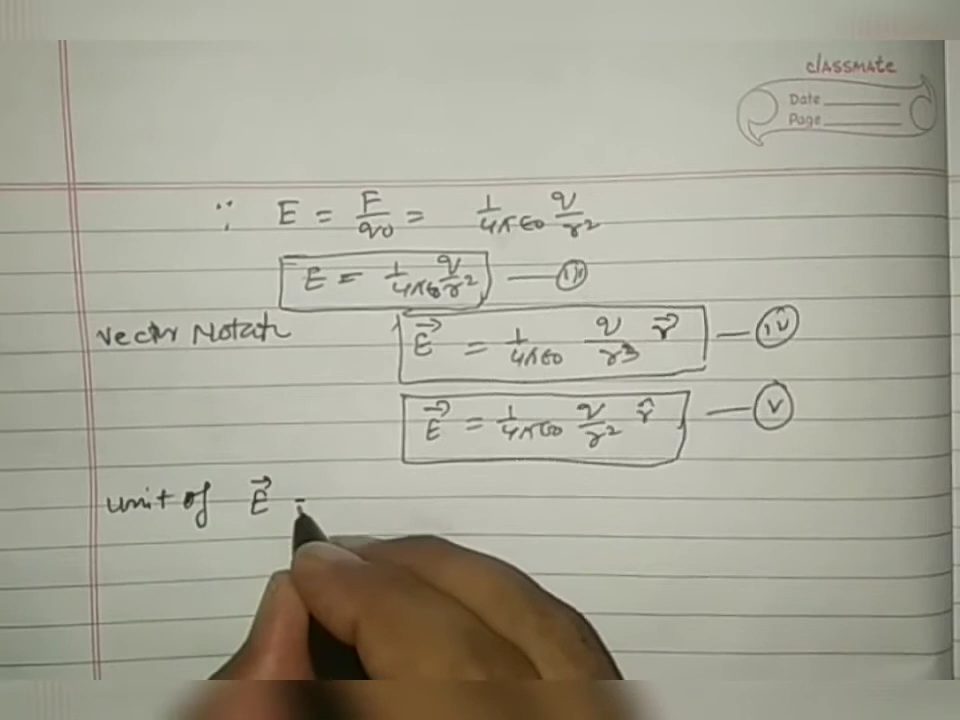 classmate
Date
Page
∵ E = F/q0 = 1/4πε0 q/r²
E = 1/4πε0 q/r² — (iii)
Vector Notatn E⃗ = 1/4πε0 q/r³ r⃗ — (iv)
E⃗ = 1/4πε0 q/r² r̂ — (v)
unit of E⃗ =